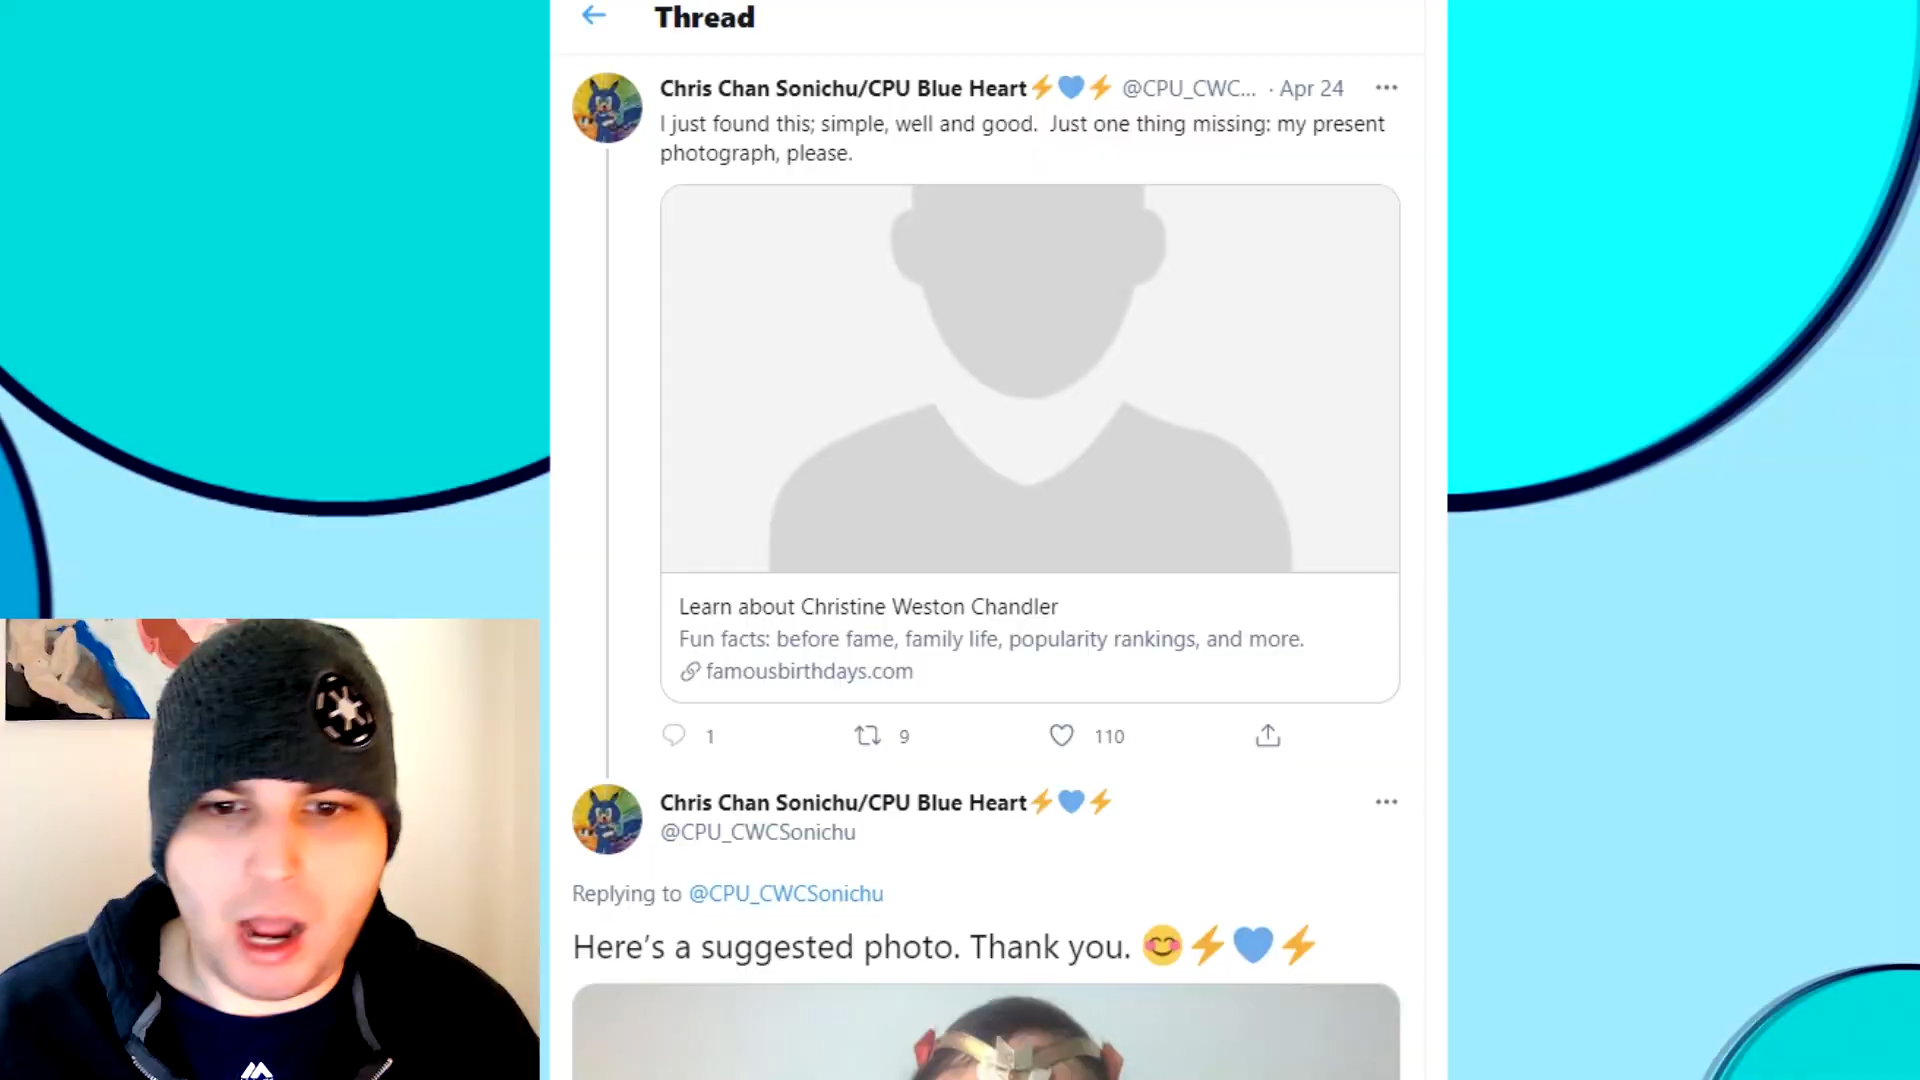 Thread
Chris Chan Sonichu/CPU Blue Heart⚡💙⚡ @CPU_CWC... · Apr 24
I just found this; simple, well and good. Just one thing missing: my present
photograph, please.
Learn about Christine Weston Chandler
Fun facts: before fame, family life, popularity rankings, and more.
famousbirthdays.com
1 9 110
Chris Chan Sonichu/CPU Blue Heart⚡💙⚡
@CPU_CWCSonichu
Replying to @CPU_CWCSonichu
Here's a suggested photo. Thank you. 😊⚡💙⚡